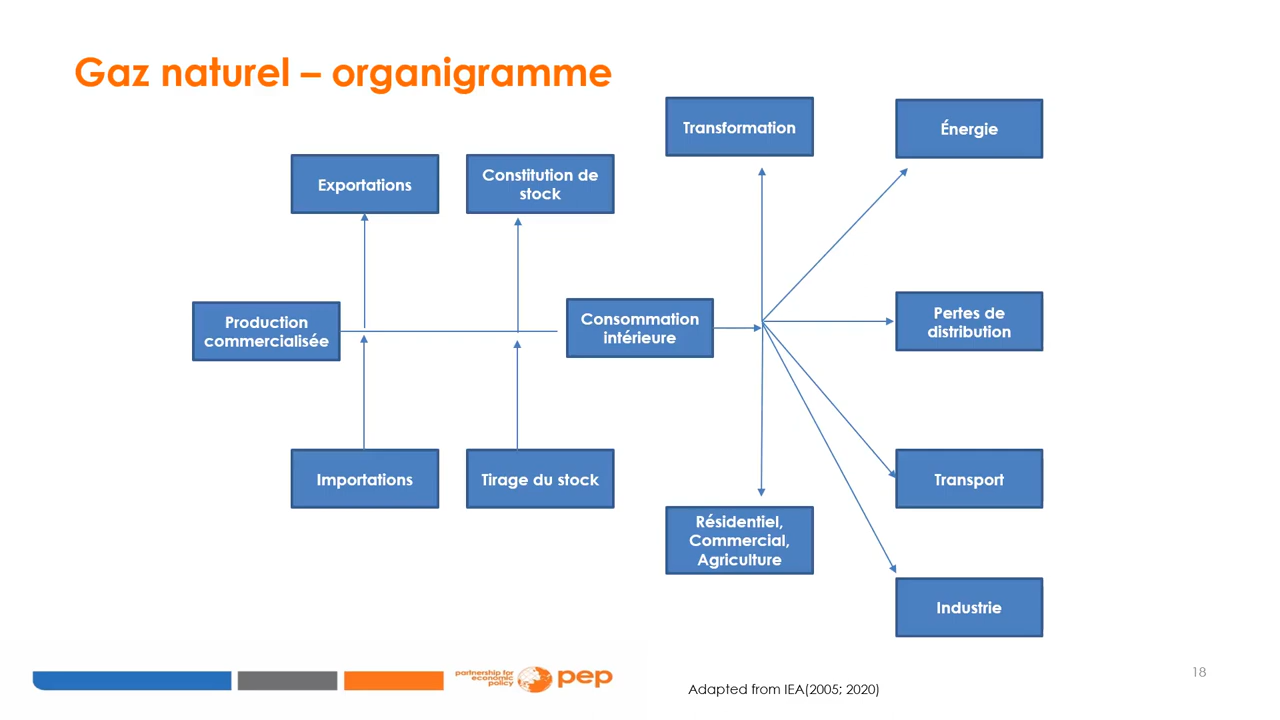 Gaz naturel – organigramme
Transformation
Énergie
Exportations
Constitution de
stock
Production
commercialisée
Consommation
intérieure
Pertes de
distribution
Importations
Tirage du stock
Transport
Résidentiel,
Commercial,
Agriculture
Industrie
partnership for
economic
policy
pep
Adapted from IEA(2005; 2020)
18